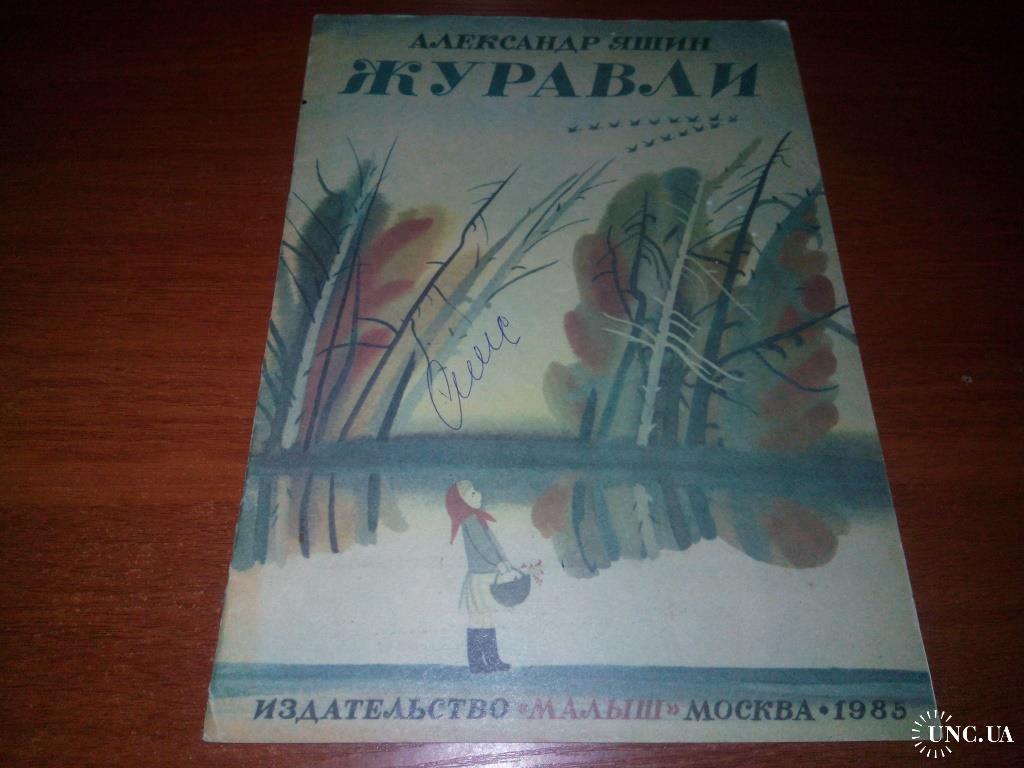 АЛЕКСАНДР ЯШИН
ЖУРАВЛИ
ИЗДАТЕЛЬСТВО «МАЛЫШ» МОСКВА • 1985
UNC.UA